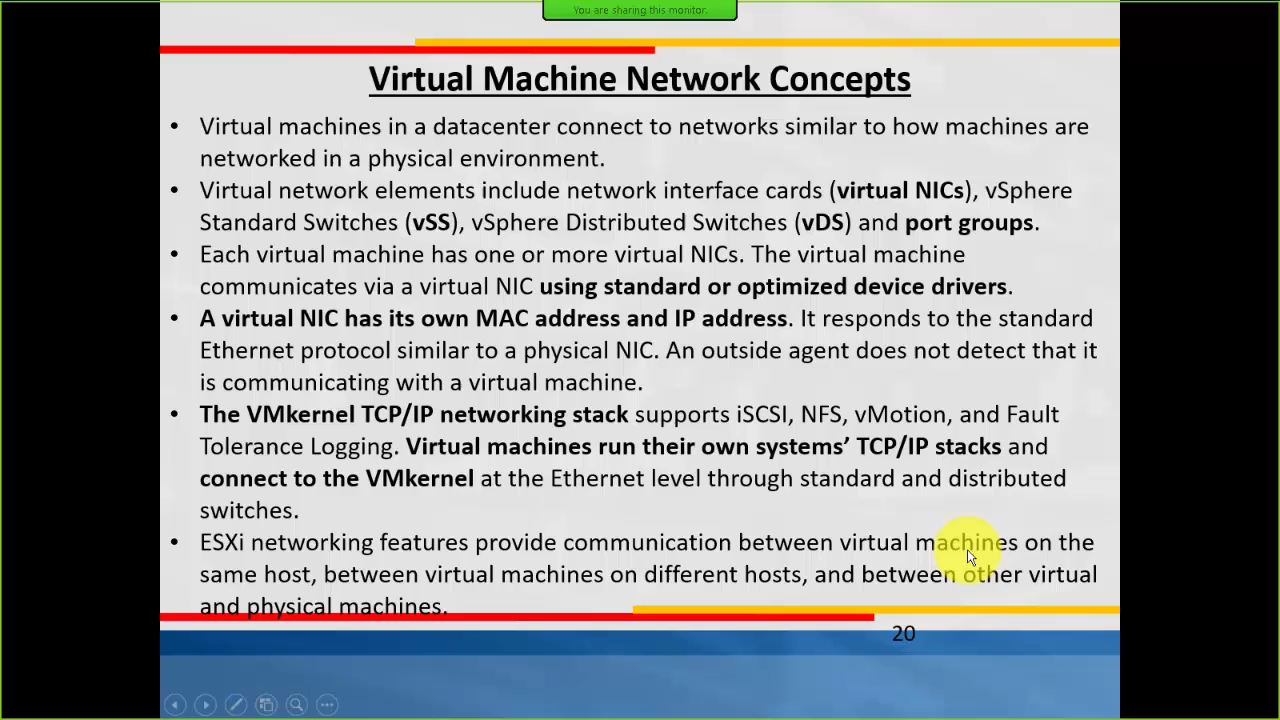 You are sharing this monitor.
Virtual Machine Network Concepts
• Virtual machines in a datacenter connect to networks similar to how machines are
networked in a physical environment.
• Virtual network elements include network interface cards (virtual NICs), vSphere
Standard Switches (vSS), vSphere Distributed Switches (vDS) and port groups.
• Each virtual machine has one or more virtual NICs. The virtual machine
communicates via a virtual NIC using standard or optimized device drivers.
• A virtual NIC has its own MAC address and IP address. It responds to the standard
Ethernet protocol similar to a physical NIC. An outside agent does not detect that it
is communicating with a virtual machine.
• The VMkernel TCP/IP networking stack supports iSCSI, NFS, vMotion, and Fault
Tolerance Logging. Virtual machines run their own systems’ TCP/IP stacks and
connect to the VMkernel at the Ethernet level through standard and distributed
switches.
• ESXi networking features provide communication between virtual machines on the
same host, between virtual machines on different hosts, and between other virtual
and physical machines.
20